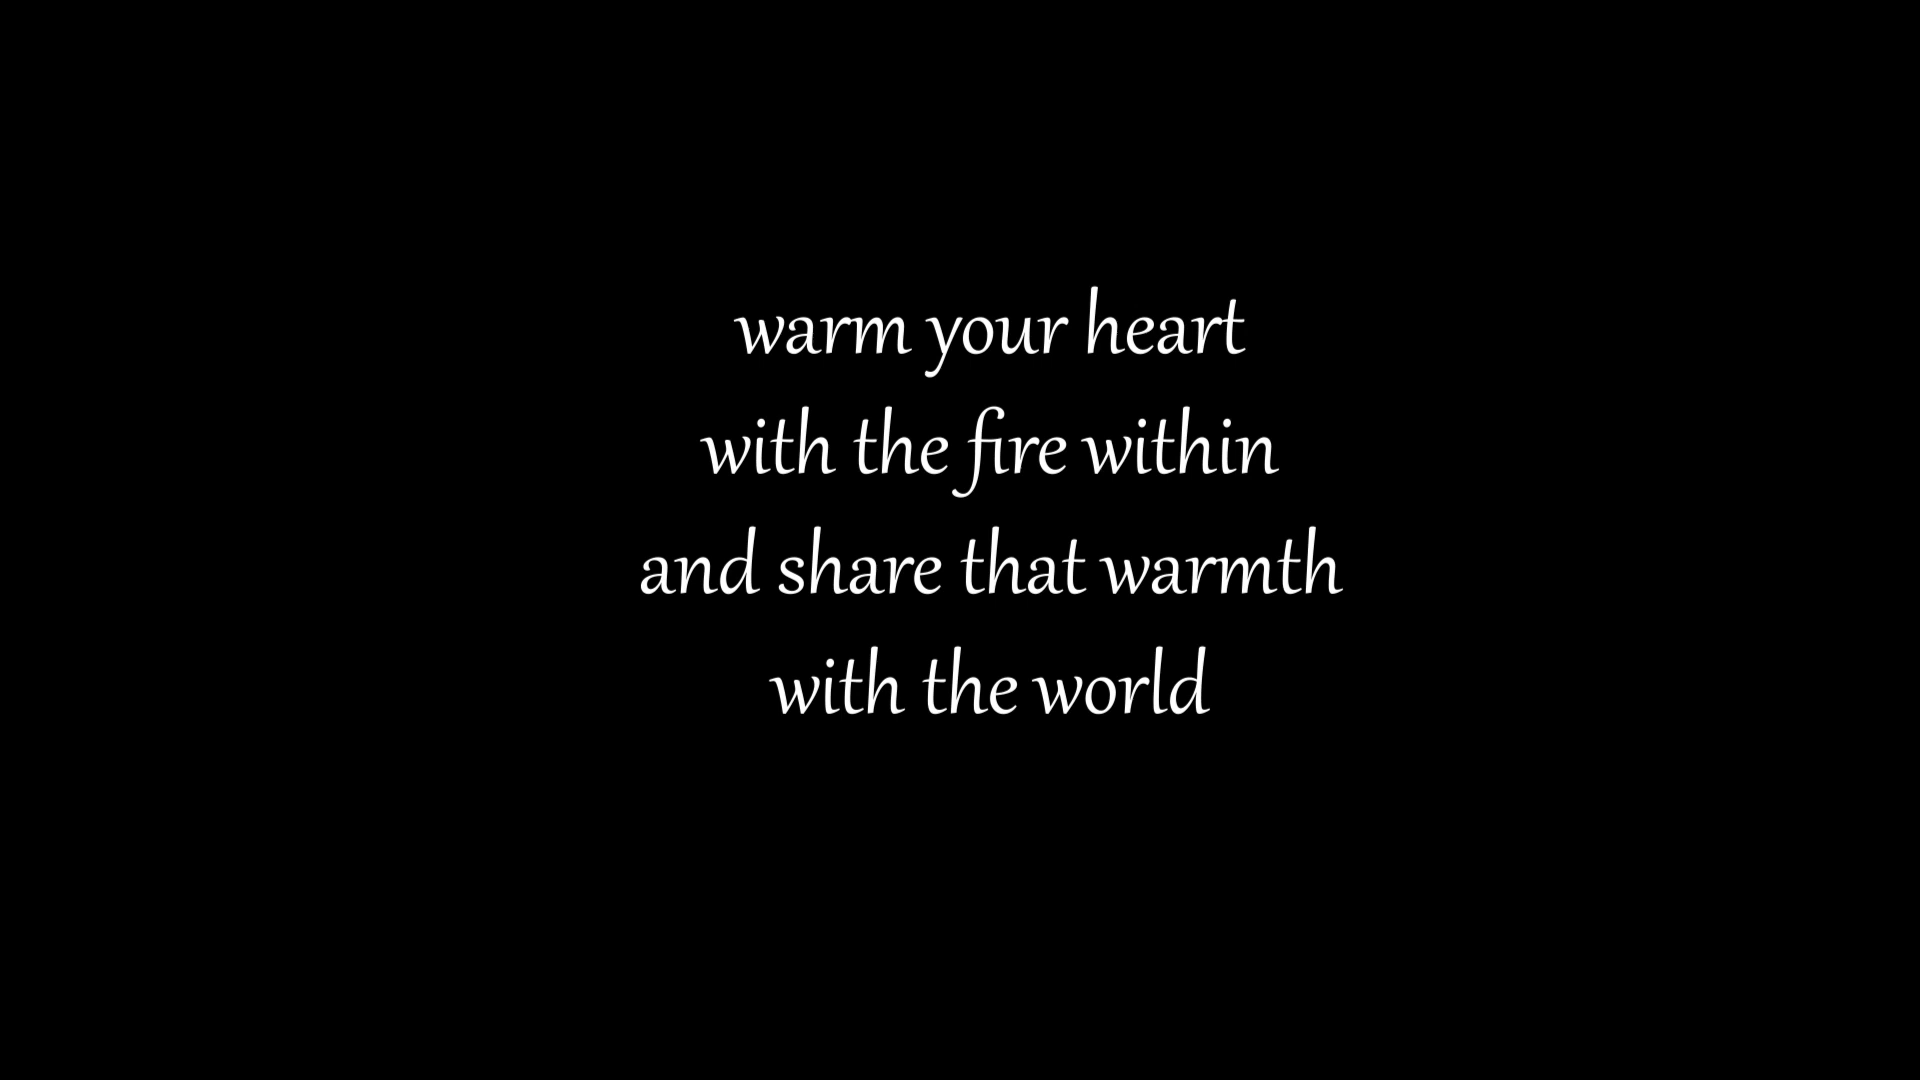 warm your heart
with the fire within
and share that warmth
with the world